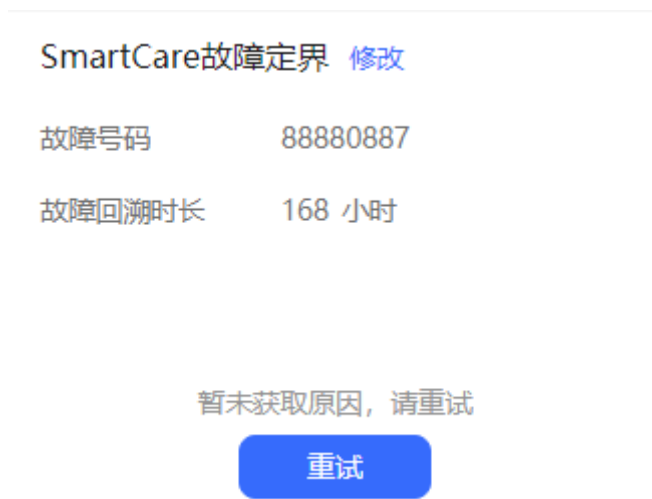 SmartCare故障定界 修改
故障号码 88880887
故障回溯时长 168 小时
暂未获取原因，请重试
重试